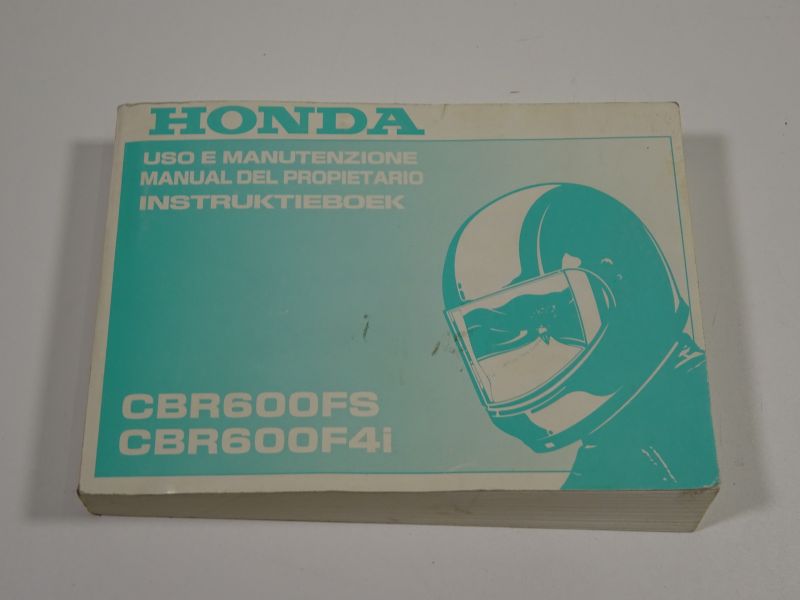 HONDA
USO E MANUTENZIONE
MANUAL DEL PROPIETARIO
INSTRUKTIEBOEK
CBR600FS
CBR600F4i